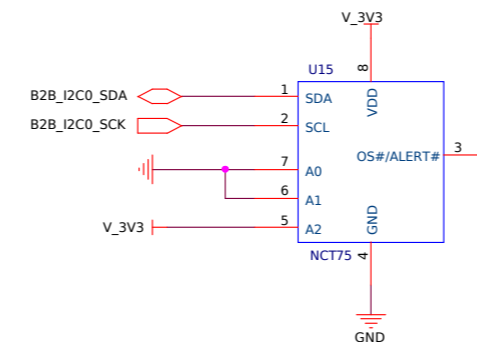 V_3V3
8
U15
B2B_I2C0_SDA
1
SDA
VDD
B2B_I2C0_SCK
2
SCL
OS#/ALERT#
3
7
A0
6
A1
V_3V3
5
A2
GND
NCT75
4
GND